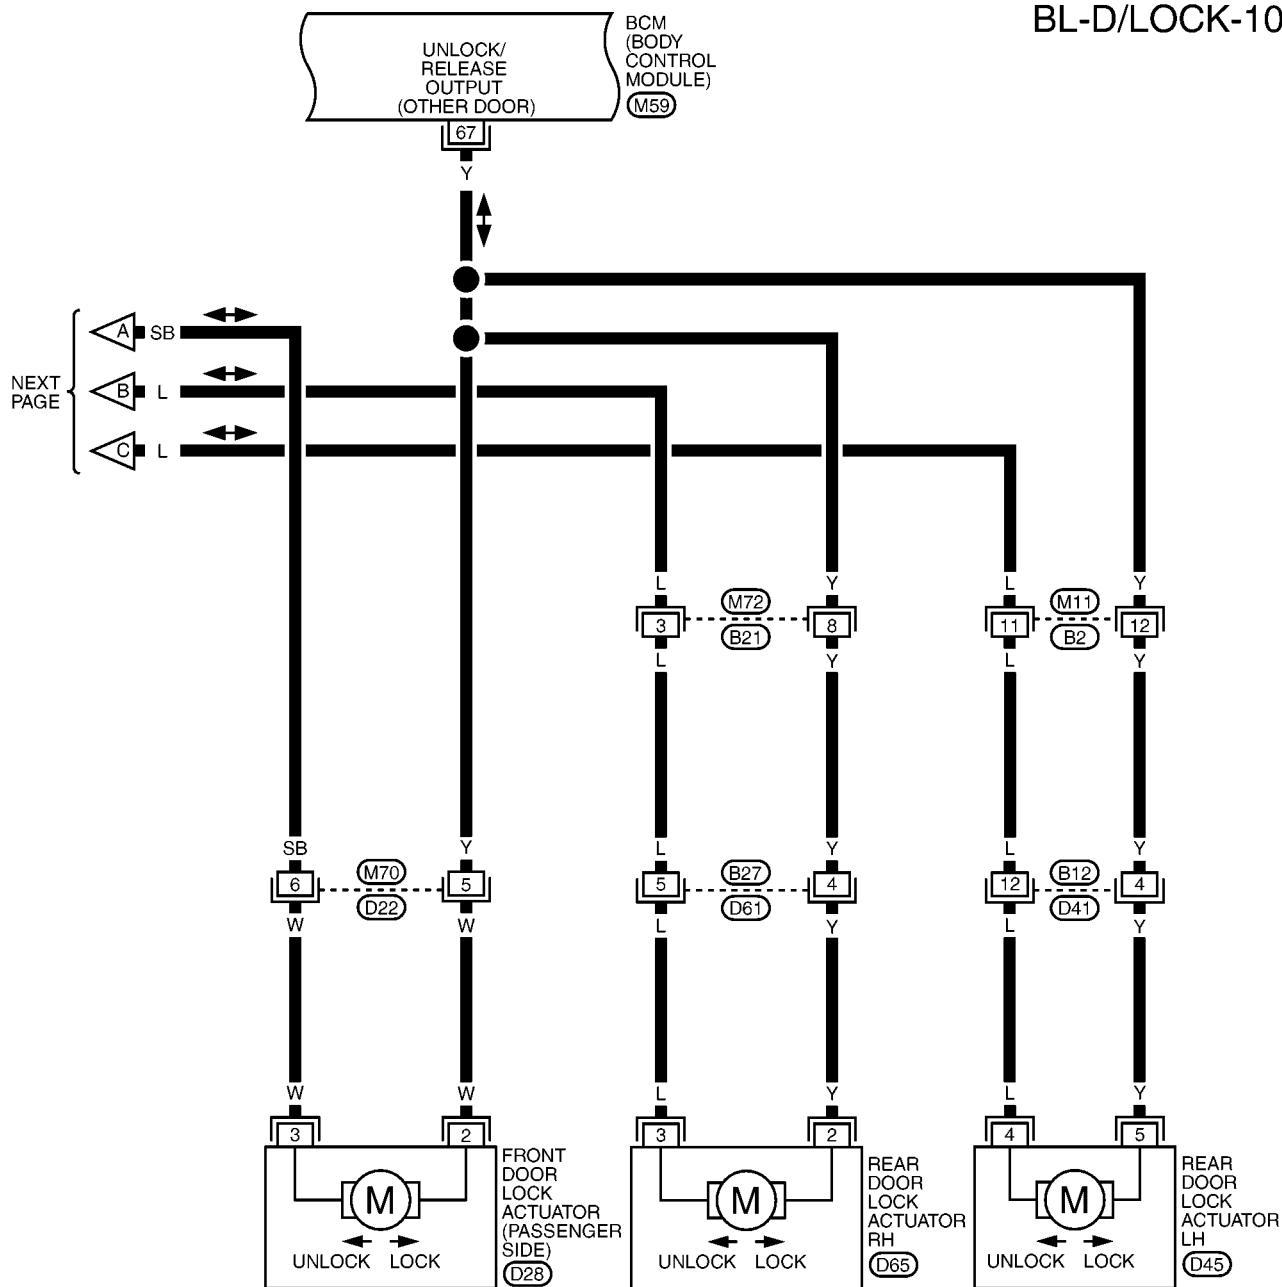 BL-D/LOCK-10
UNLOCK/
RELEASE
OUTPUT
(OTHER DOOR)
BCM
(BODY
CONTROL
MODULE)
M59
67
Y
NEXT
PAGE
A SB
B L
C L
L Y L Y
3 M72 8 11 M11 12
B21 B2
L Y L Y
SB Y L Y L Y
6 M70 5 5 B27 4 12 B12 4
D22 D61 D41
W W L Y L Y
W W L Y L Y
3 2 3 2 4 5
M
UNLOCK LOCK
FRONT
DOOR
LOCK
ACTUATOR
(PASSENGER
SIDE)
D28
M
UNLOCK LOCK
REAR
DOOR
LOCK
ACTUATOR
RH
D65
M
UNLOCK LOCK
REAR
DOOR
LOCK
ACTUATOR
LH
D45